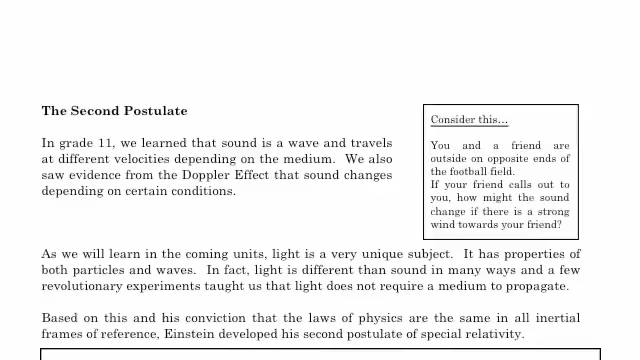 The Second Postulate
In grade 11, we learned that sound is a wave and travels
at different velocities depending on the medium.  We also
saw evidence from the Doppler Effect that sound changes
depending on certain conditions.
Consider this...
You and a friend are
outside on opposite ends of
the football field.
If your friend calls out to
you, how might the sound
change if there is a strong
wind towards your friend?
As we will learn in the coming units, light is a very unique subject.  It has properties of
both particles and waves.  In fact, light is different than sound in many ways and a few
revolutionary experiments taught us that light does not require a medium to propagate.
Based on this and his conviction that the laws of physics are the same in all inertial
frames of reference, Einstein developed his second postulate of special relativity.